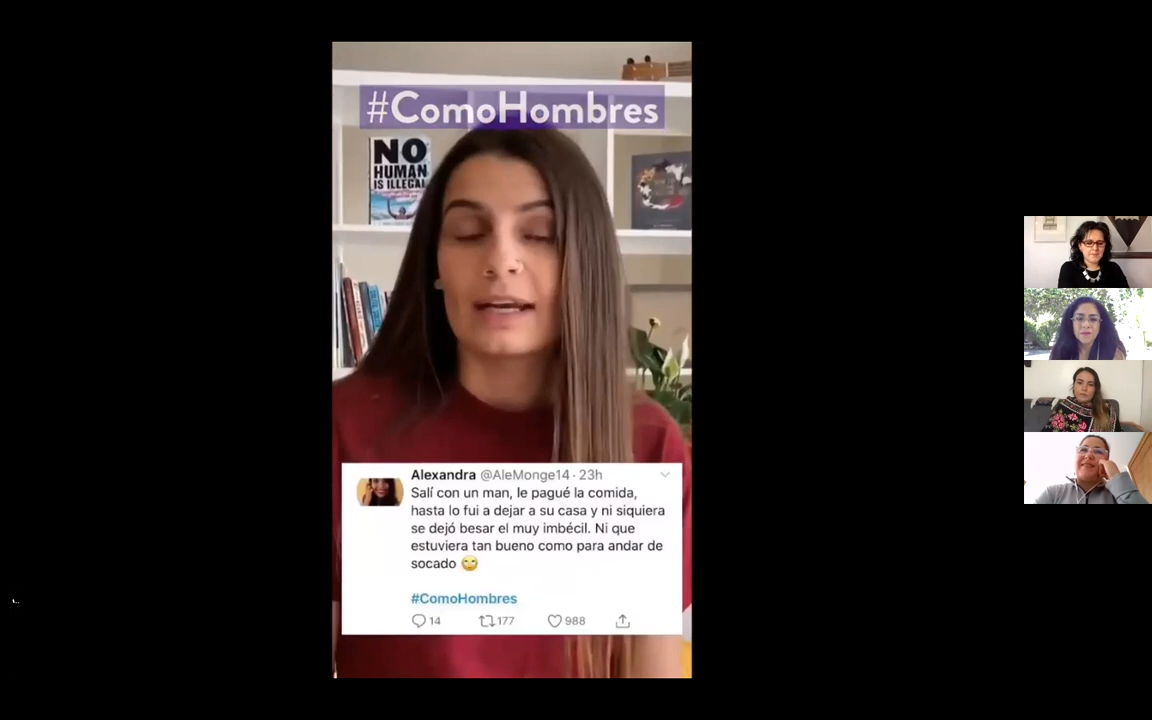 #ComoHombres
NO
HUMAN
IS ILLEGAL
Alexandra @AleMonge14 · 23h
Salí con un man, le pagué la comida,
hasta lo fui a dejar a su casa y ni siquiera
se dejó besar el muy imbécil. Ni que
estuviera tan bueno como para andar de
socado 🙄
#ComoHombres
14 177 988